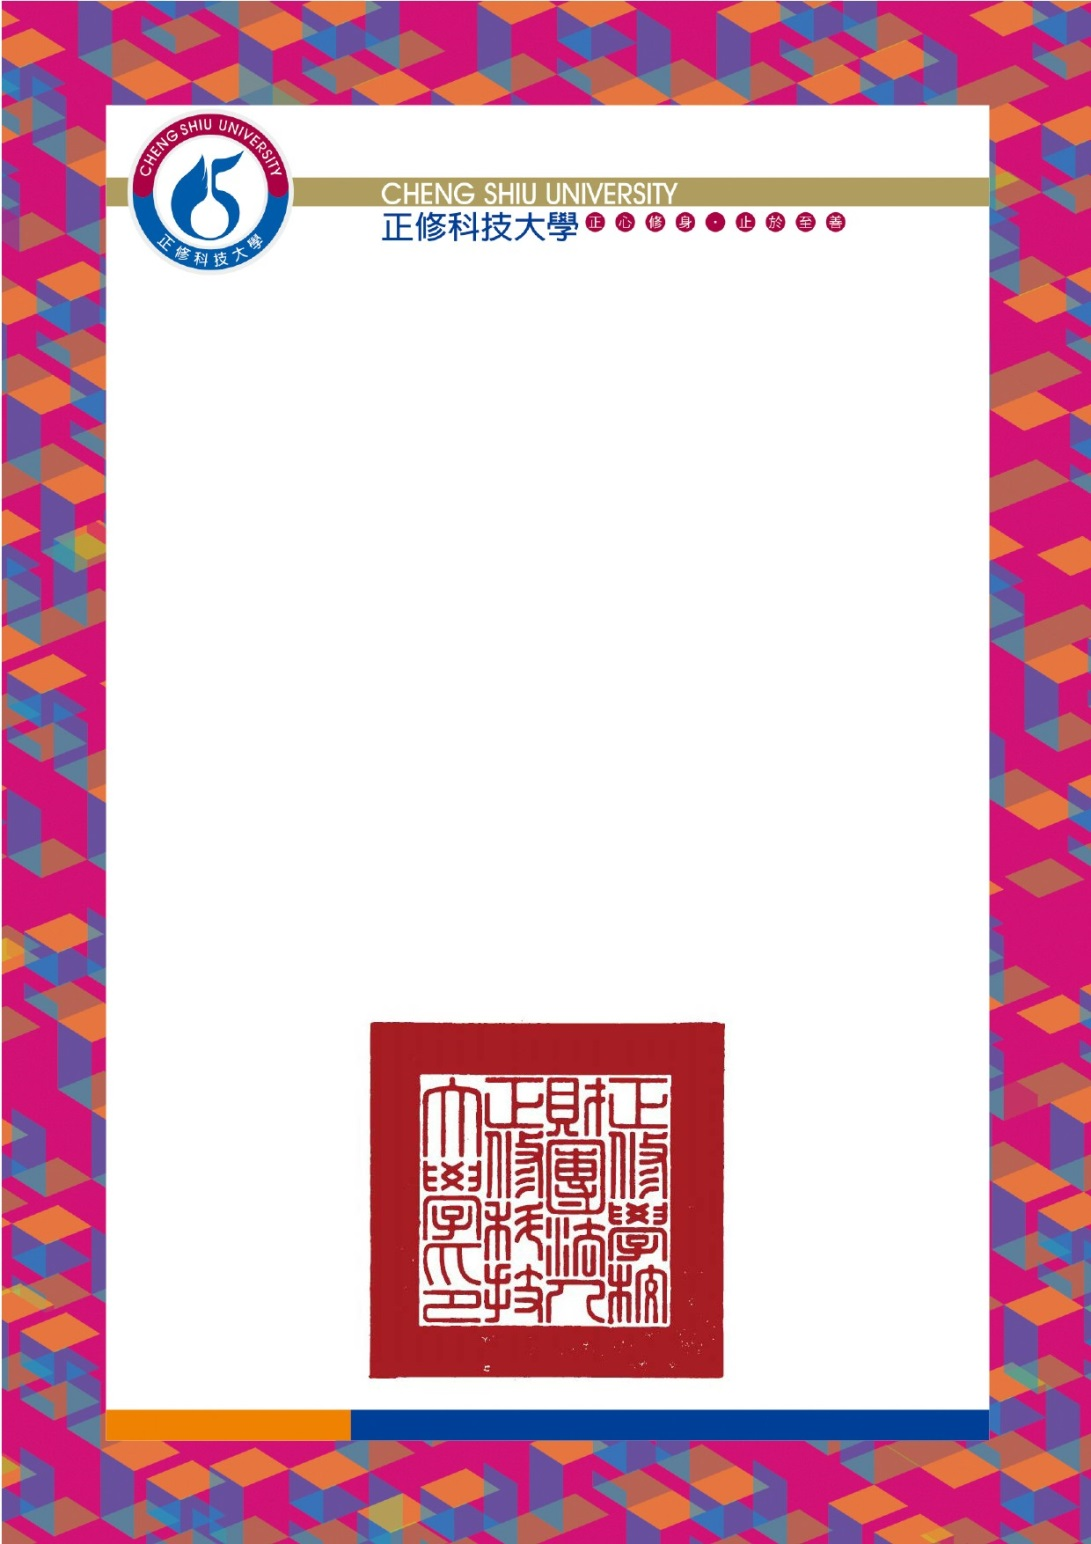 CHENG SHIU UNIVERSITY
正修科技大學
CHENG SHIU UNIVERSITY
正修科技大學 正心修身・止於至善
正修學校
財團法人
正修科技
大學印